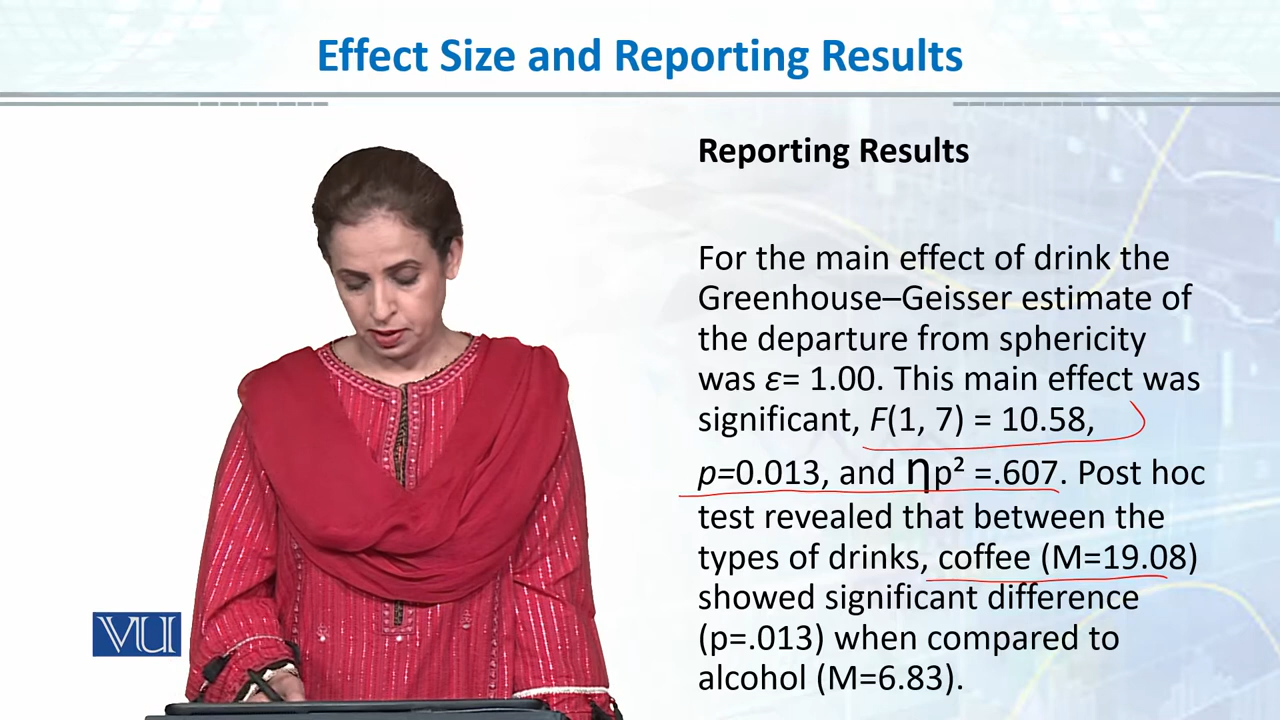 Effect Size and Reporting Results
Reporting Results
For the main effect of drink the
Greenhouse–Geisser estimate of
the departure from sphericity
was ε= 1.00. This main effect was
significant, F(1, 7) = 10.58,
p=0.013, and Ƞp² =.607. Post hoc
test revealed that between the
types of drinks, coffee (M=19.08)
showed significant difference
(p=.013) when compared to
alcohol (M=6.83).
VU